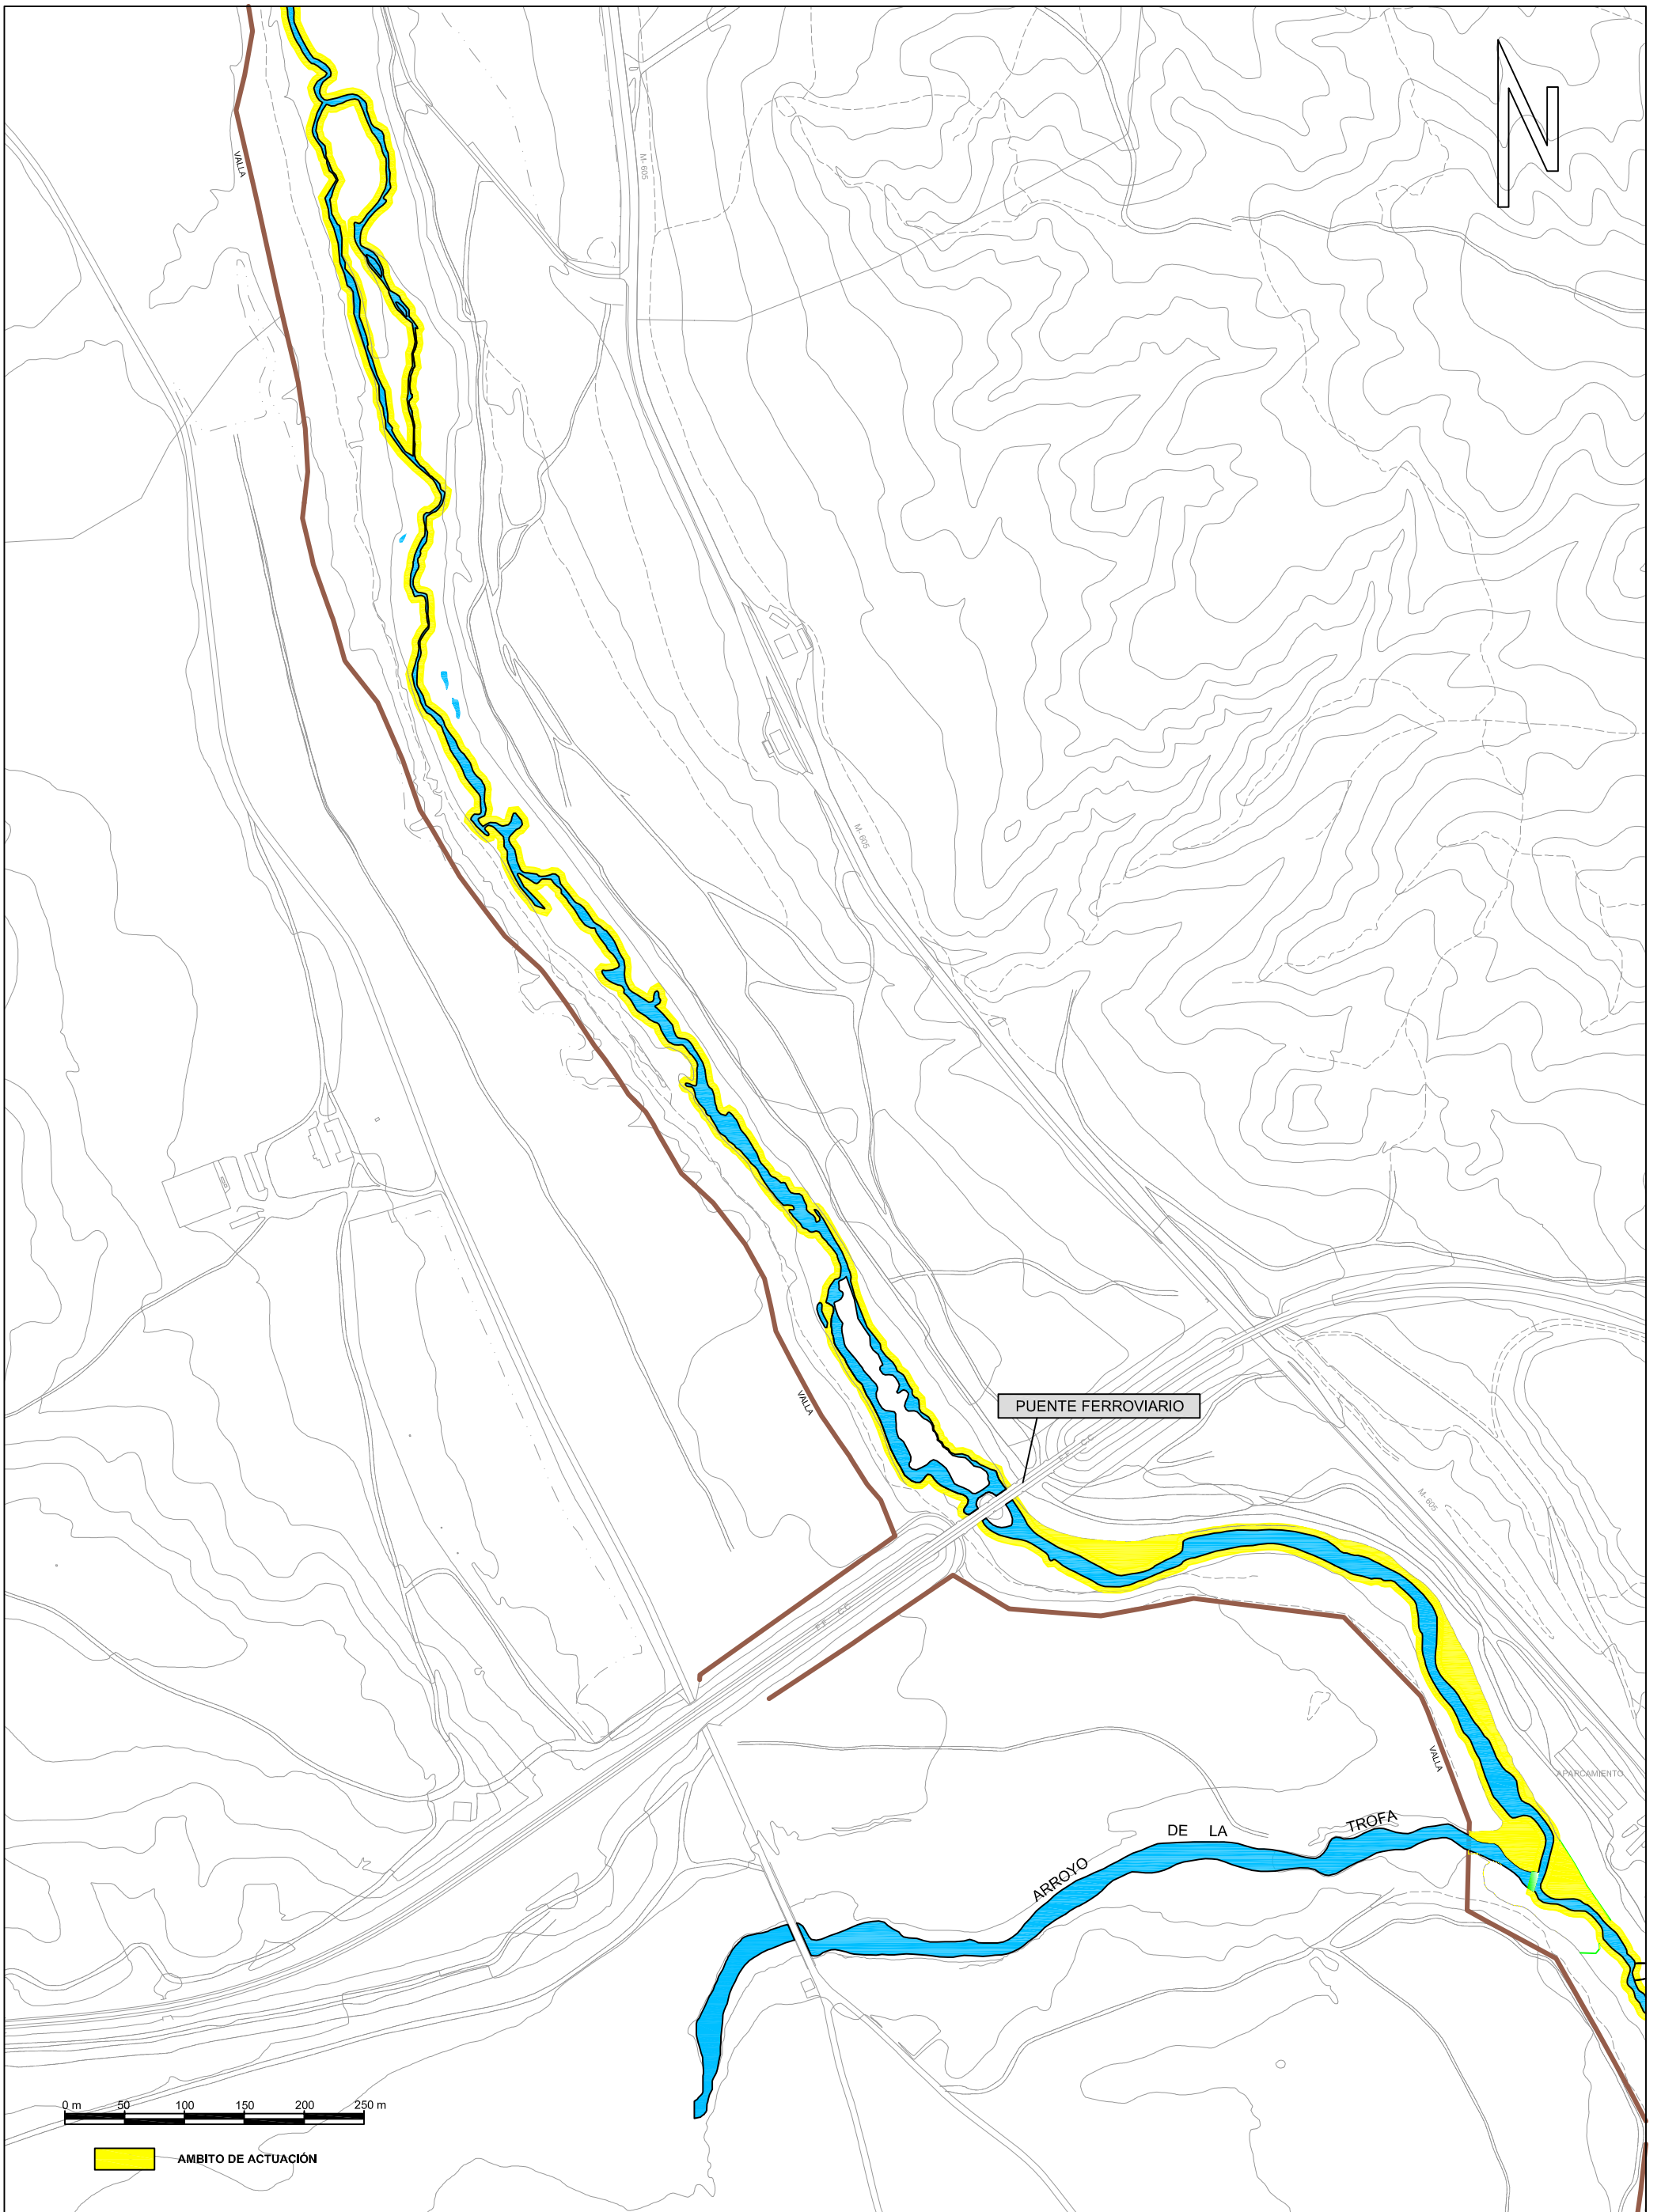 N
VALLA
M-605
M-605
VALLA
PUENTE FERROVIARIO
C.C.
M-605
F.F. C.C.
VALLA
APARCAMIENTO
ARROYO DE LA TROFA
0 m 50 100 150 200 250 m
AMBITO DE ACTUACIÓN